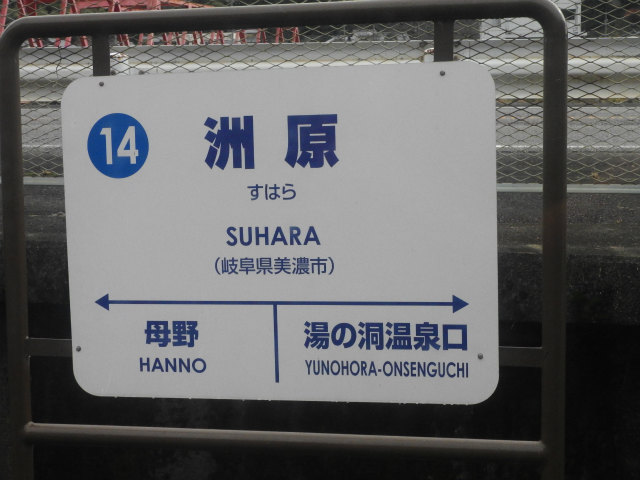 14
洲原
すはら
SUHARA
(岐阜県美濃市)
母野 湯の洞温泉口
HANNO YUNOHORA-ONSENGUCHI